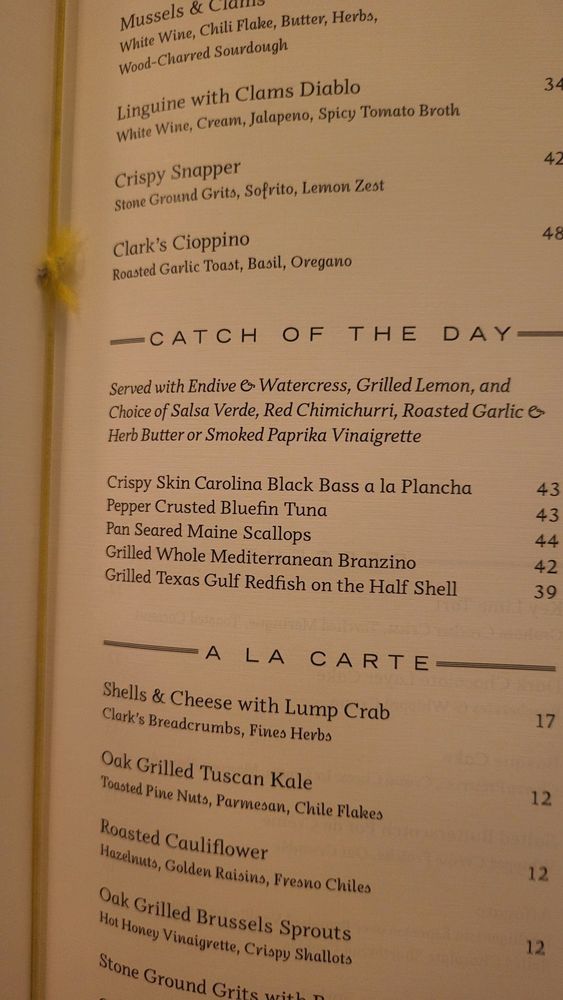 Mussels & Clams
White Wine, Chili Flake, Butter, Herbs,
Wood-Charred Sourdough
Linguine with Clams Diablo 34
White Wine, Cream, Jalapeno, Spicy Tomato Broth
Crispy Snapper 42
Stone Ground Grits, Sofrito, Lemon Zest
Clark's Cioppino 48
Roasted Garlic Toast, Basil, Oregano
CATCH OF THE DAY
Served with Endive & Watercress, Grilled Lemon, and
Choice of Salsa Verde, Red Chimichurri, Roasted Garlic &
Herb Butter or Smoked Paprika Vinaigrette
Crispy Skin Carolina Black Bass a la Plancha 43
Pepper Crusted Bluefin Tuna 43
Pan Seared Maine Scallops 44
Grilled Whole Mediterranean Branzino 42
Grilled Texas Gulf Redfish on the Half Shell 39
A LA CARTE
Shells & Cheese with Lump Crab 17
Clark's Breadcrumbs, Fines Herbs
Oak Grilled Tuscan Kale 12
Toasted Pine Nuts, Parmesan, Chile Flakes
Roasted Cauliflower 12
Hazelnuts, Golden Raisins, Fresno Chiles
Oak Grilled Brussels Sprouts 12
Hot Honey Vinaigrette, Crispy Shallots
Stone Ground Grits with